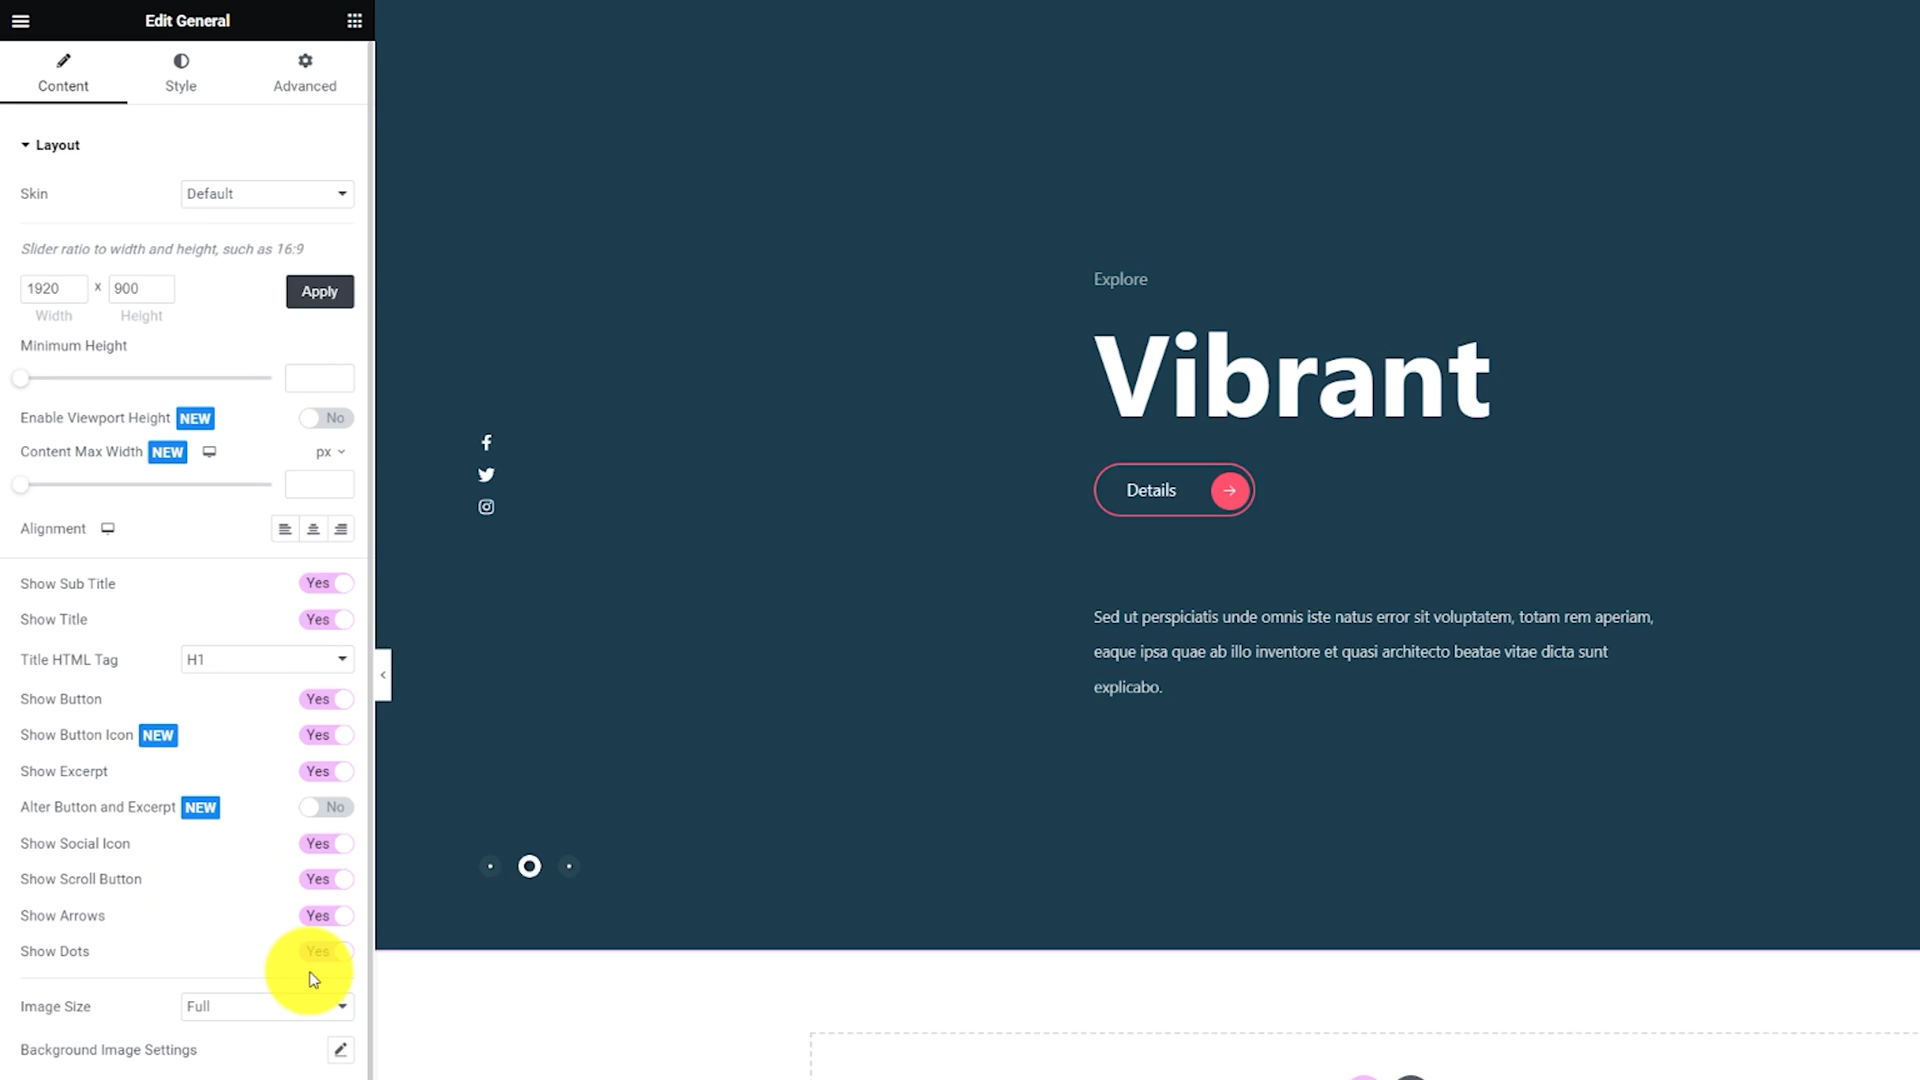 Edit General
Content
Style
Advanced
Layout
Skin
Default
Slider ratio to width and height, such as 16:9
1920 x 900
Apply
Width
Height
Minimum Height
Enable Viewport Height NEW
No
Content Max Width NEW
px
Alignment
Show Sub Title
Yes
Show Title
Yes
Title HTML Tag
H1
Show Button
Yes
Show Button Icon NEW
Yes
Show Excerpt
Yes
Alter Button and Excerpt NEW
No
Show Social Icon
Yes
Show Scroll Button
Yes
Show Arrows
Yes
Show Dots
Yes
Image Size
Full
Background Image Settings
Explore
Vibrant
Details
Sed ut perspiciatis unde omnis iste natus error sit voluptatem, totam rem aperiam,
eaque ipsa quae ab illo inventore et quasi architecto beatae vitae dicta sunt
explicabo.